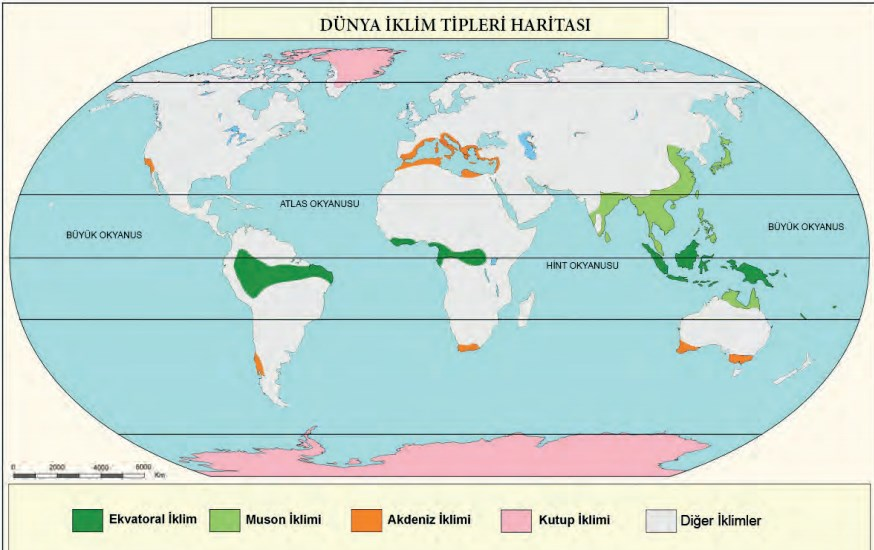 DÜNYA İKLİM TİPLERİ HARİTASI
ATLAS OKYANUSU
BÜYÜK OKYANUS
BÜYÜK OKYANUS
HİNT OKYANUSU
0 2000 4000 6000 Km
Ekvatoral İklim Muson İklimi Akdeniz İklimi Kutup İklimi Diğer İklimler